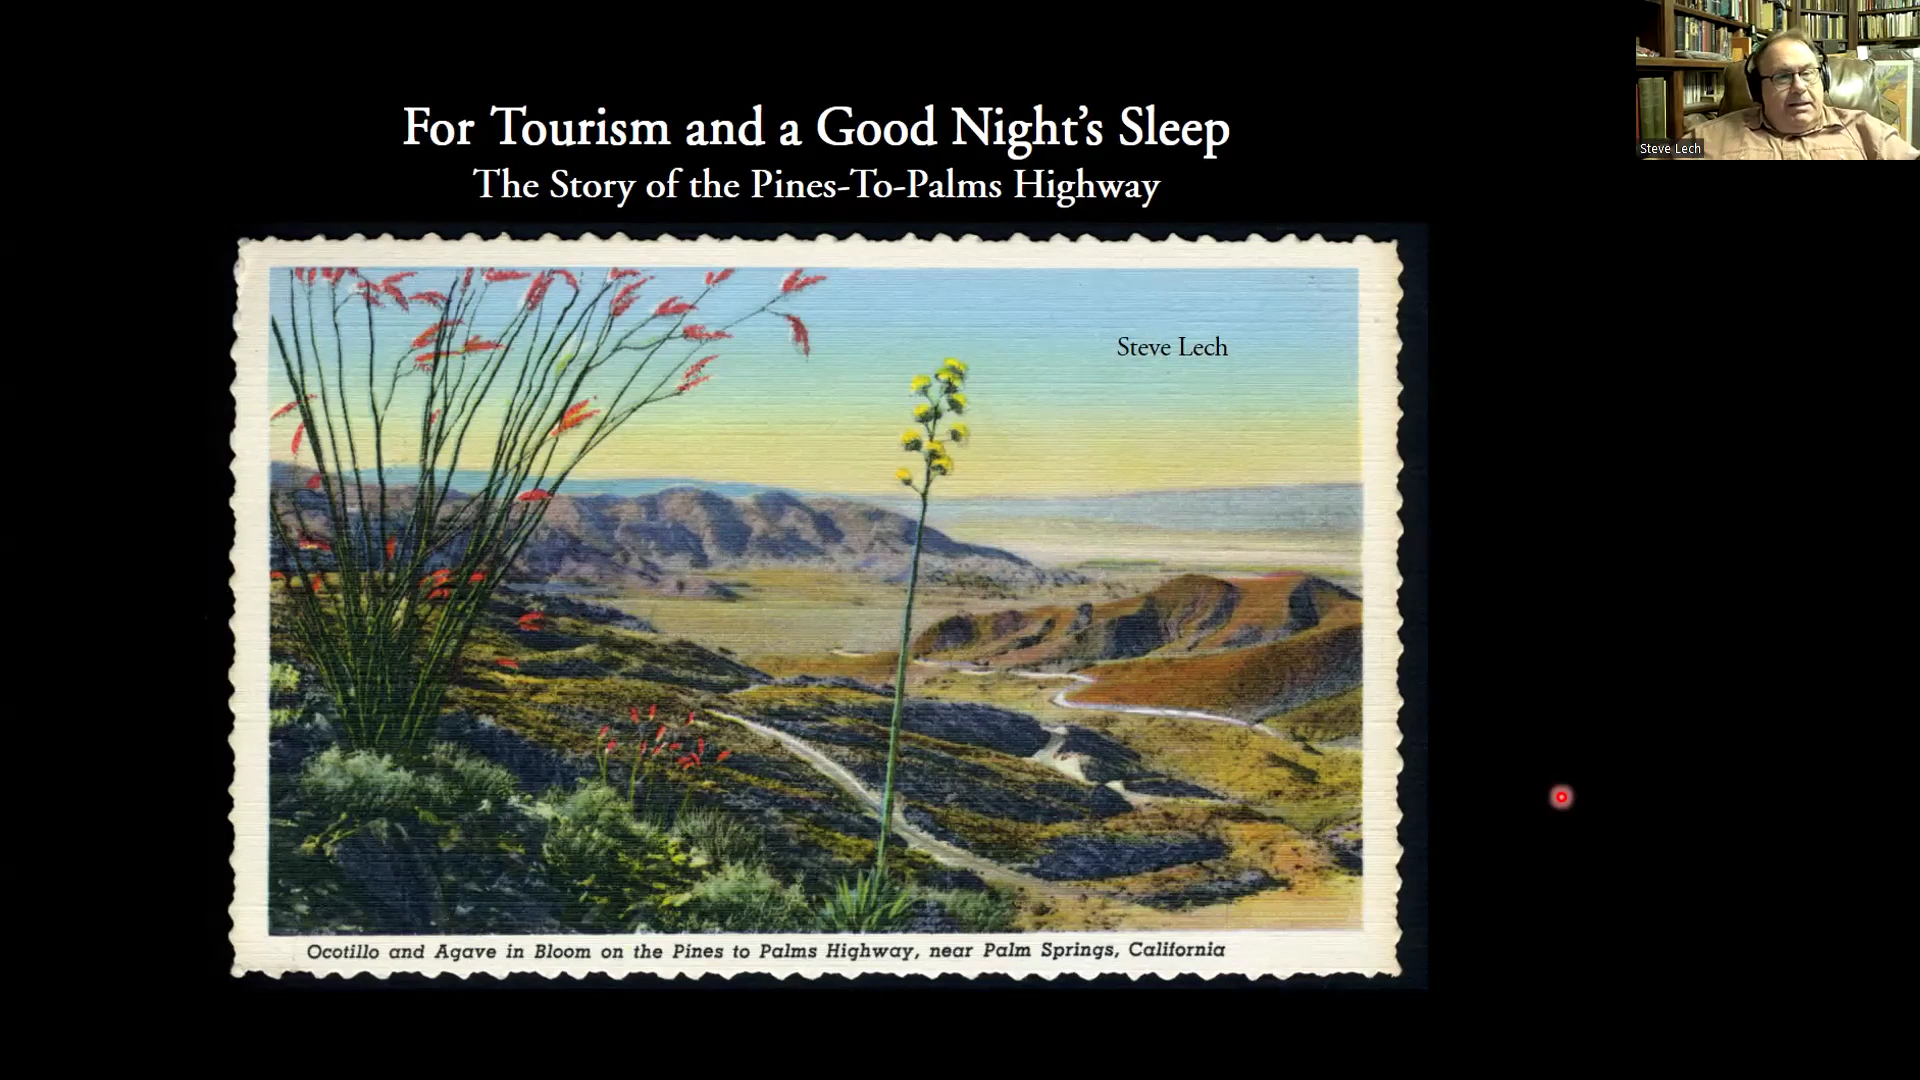 For Tourism and a Good Night’s Sleep
The Story of the Pines-To-Palms Highway
Steve Lech
Steve Lech
Ocotillo and Agave in Bloom on the Pines to Palms Highway, near Palm Springs, California